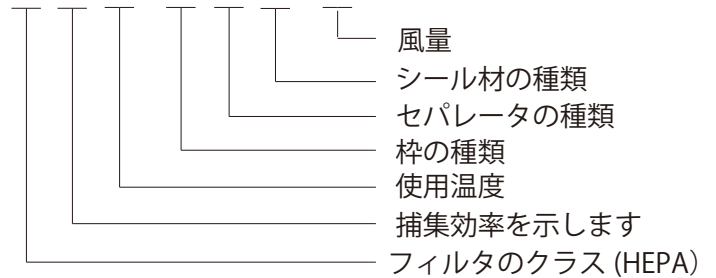 風量
シール材の種類
セパレータの種類
枠の種類
使用温度
捕集効率を示します
フィルタのクラス (HEPA）